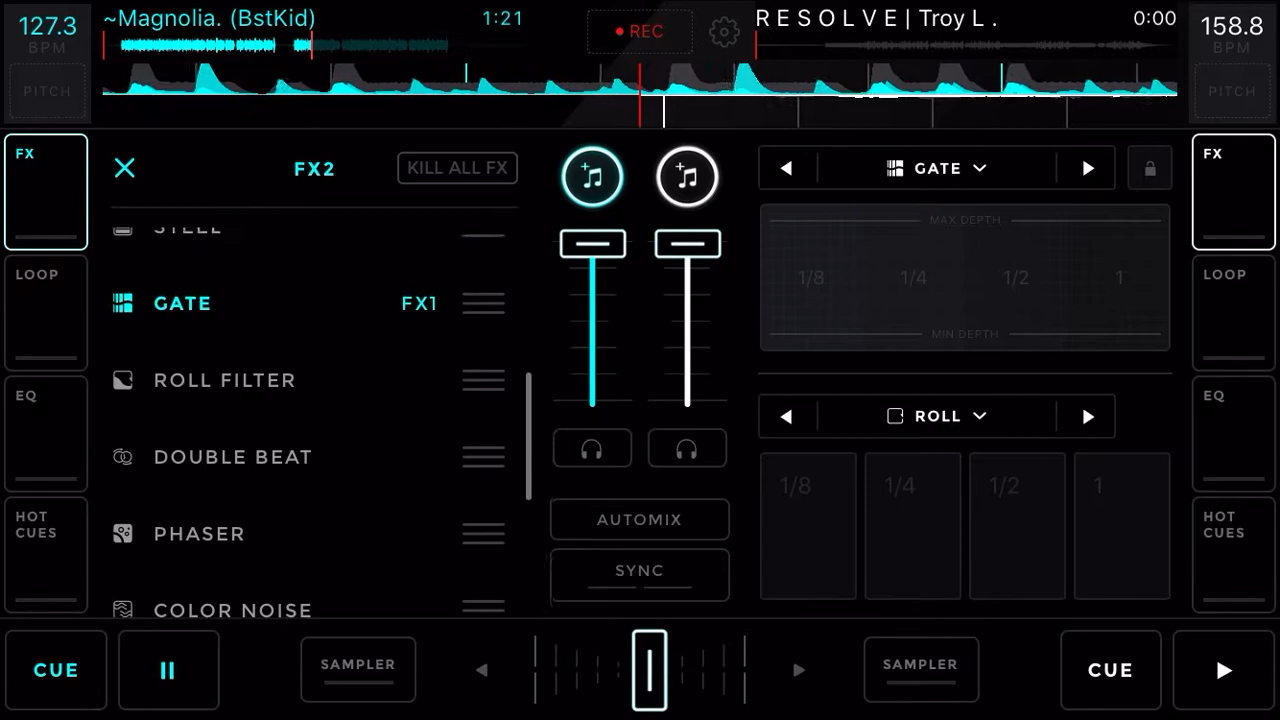 127.3
BPM
PITCH
~Magnolia. (BstKid)
1:21
REC
R E S O L V E | Troy L .
0:00
158.8
BPM
PITCH
FX
LOOP
EQ
HOT
CUES
FX2
KILL ALL FX
STEEL
GATE
FX1
ROLL FILTER
DOUBLE BEAT
PHASER
COLOR NOISE
AUTOMIX
SYNC
GATE
MAX DEPTH
1/8
1/4
1/2
1
MIN DEPTH
ROLL
1/8
1/4
1/2
1
FX
LOOP
EQ
HOT
CUES
CUE
SAMPLER
SAMPLER
CUE